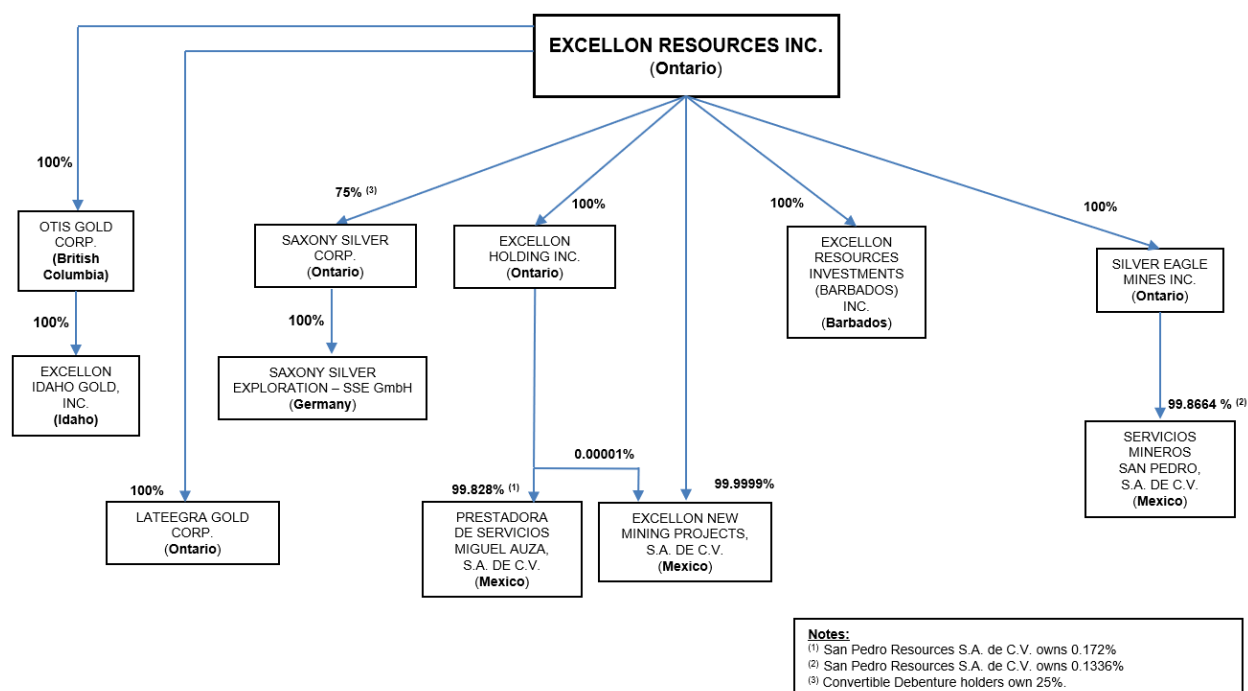 EXCELLON RESOURCES INC.
(Ontario)
100%
75% (3)
100%
100%
100%
OTIS GOLD
CORP.
(British
Columbia)
SAXONY SILVER
CORP.
(Ontario)
EXCELLON
HOLDING INC.
(Ontario)
EXCELLON
RESOURCES
INVESTMENTS
(BARBADOS)
INC.
(Barbados)
SILVER EAGLE
MINES INC.
(Ontario)
100%
100%
EXCELLON
IDAHO GOLD,
INC.
(Idaho)
SAXONY SILVER
EXPLORATION – SSE GmbH
(Germany)
99.8664 % (2)
SERVICIOS
MINEROS
SAN PEDRO,
S.A. DE C.V.
(Mexico)
0.00001%
100%
99.828% (1)
99.9999%
LATEEGRA GOLD
CORP.
(Ontario)
PRESTADORA
DE SERVICIOS
MIGUEL AUZA,
S.A. DE C.V.
(Mexico)
EXCELLON NEW
MINING PROJECTS,
S.A. DE C.V.
(Mexico)
Notes:
(1) San Pedro Resources S.A. de C.V. owns 0.172%
(2) San Pedro Resources S.A. de C.V. owns 0.1336%
(3) Convertible Debenture holders own 25%.